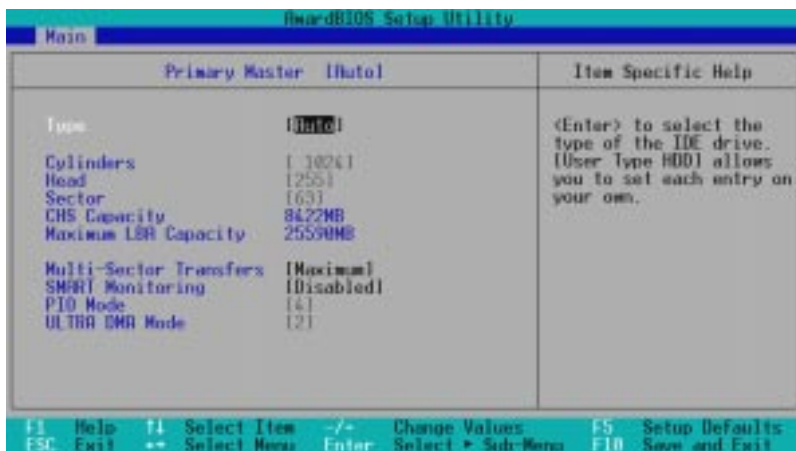 AwardBIOS Setup Utility
Main
Primary Master [Auto]
Item Specific Help
Type [Auto]
<Enter> to select the
type of the IDE drive.
[User Type HDD] allows
you to set each entry on
your own.
Cylinders [ 1024]
Head [255]
Sector [63]
CHS Capacity 8422MB
Maximum LBA Capacity 25590MB
Multi-Sector Transfers [Maximum]
SMART Monitoring [Disabled]
PIO Mode [4]
ULTRA DMA Mode [2]
F1 Help ↑↓ Select Item -/+ Change Values F5 Setup Defaults
ESC Exit ←→ Select Menu Enter Select ► Sub-Menu F10 Save and Exit